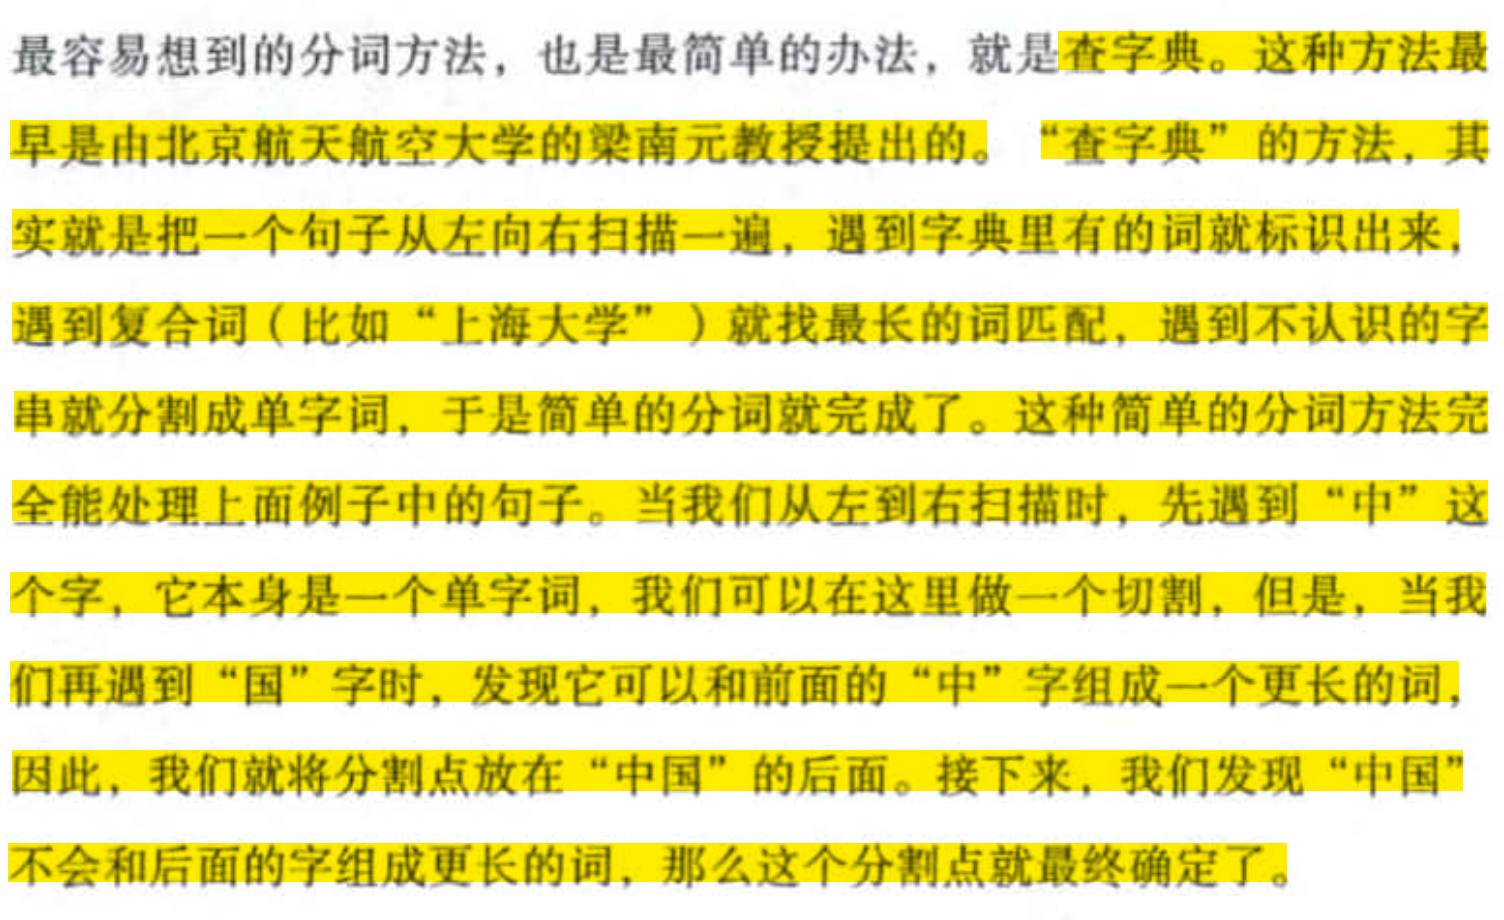 最容易想到的分词方法，也是最简单的办法，就是查字典。这种方法最
早是由北京航天航空大学的梁南元教授提出的。 “查字典”的方法，其
实就是把一个句子从左向右扫描一遍，遇到字典里有的词就标识出来，
遇到复合词（比如“上海大学”）就找最长的词匹配，遇到不认识的字
串就分割成单字词，于是简单的分词就完成了。这种简单的分词方法完
全能处理上面例子中的句子。当我们从左到右扫描时，先遇到“中”这
个字，它本身是一个单字词，我们可以在这里做一个切割，但是，当我
们再遇到“国”字时，发现它可以和前面的“中”字组成一个更长的词，
因此，我们就将分割点放在“中国”的后面。接下来，我们发现“中国”
不会和后面的字组成更长的词，那么这个分割点就最终确定了。